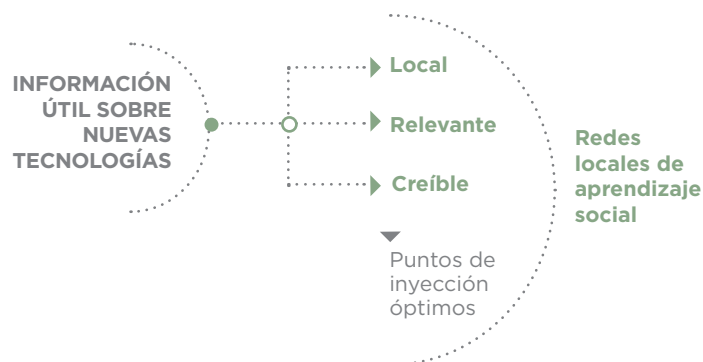 INFORMACIÓN
ÚTIL SOBRE
NUEVAS
TECNOLOGÍAS
Local
Relevante
Creíble
Puntos de
inyección
óptimos
Redes
locales de
aprendizaje
social